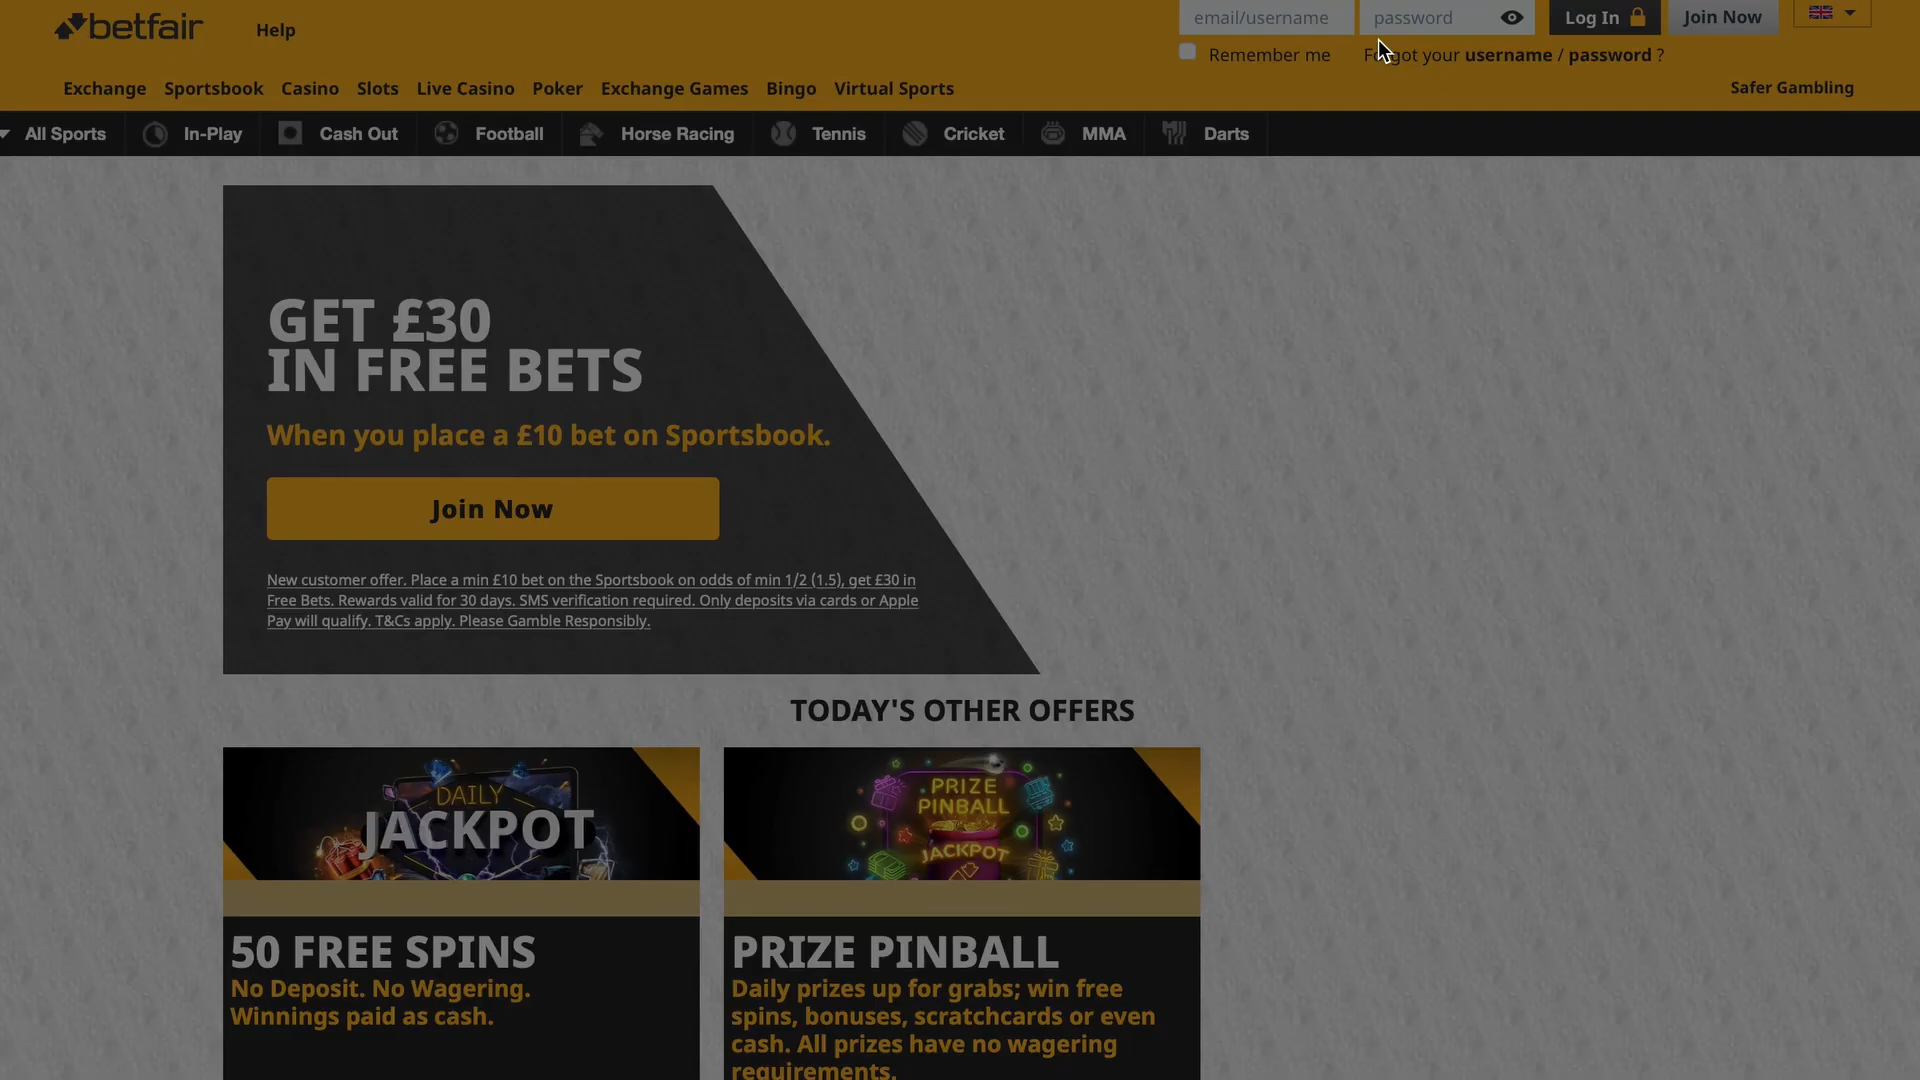 betfair
Help
email/username
password
Log In
Join Now
Remember me
Forgot your username / password ?
Exchange Sportsbook Casino Slots Live Casino Poker Exchange Games Bingo Virtual Sports
Safer Gambling
All Sports In-Play Cash Out Football Horse Racing Tennis Cricket MMA Darts
GET £30
IN FREE BETS
When you place a £10 bet on Sportsbook.
Join Now
New customer offer. Place a min £10 bet on the Sportsbook on odds of min 1/2 (1.5), get £30 in
Free Bets. Rewards valid for 30 days. SMS verification required. Only deposits via cards or Apple
Pay will qualify. T&Cs apply. Please Gamble Responsibly.
TODAY'S OTHER OFFERS
DAILY
JACKPOT
50 FREE SPINS
No Deposit. No Wagering.
Winnings paid as cash.
PRIZE
PINBALL
JACKPOT
PRIZE PINBALL
Daily prizes up for grabs; win free
spins, bonuses, scratchcards or even
cash. All prizes have no wagering
requirements.